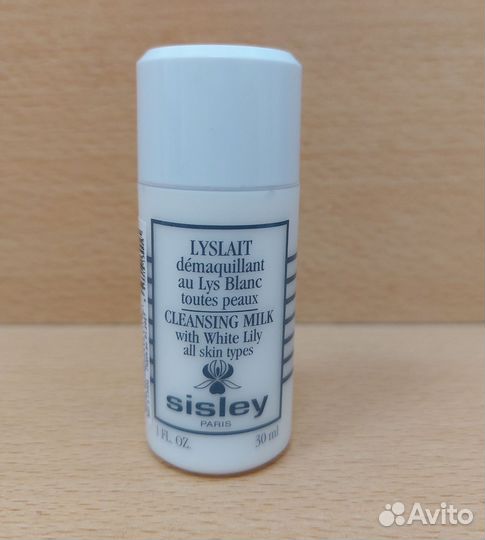 LYSLAIT
démaquillant
au Lys Blanc
toutes peaux
CLEANSING MILK
with White Lily
all skin types
sisley
PARIS
1 FL. OZ.    30 ml
Avito